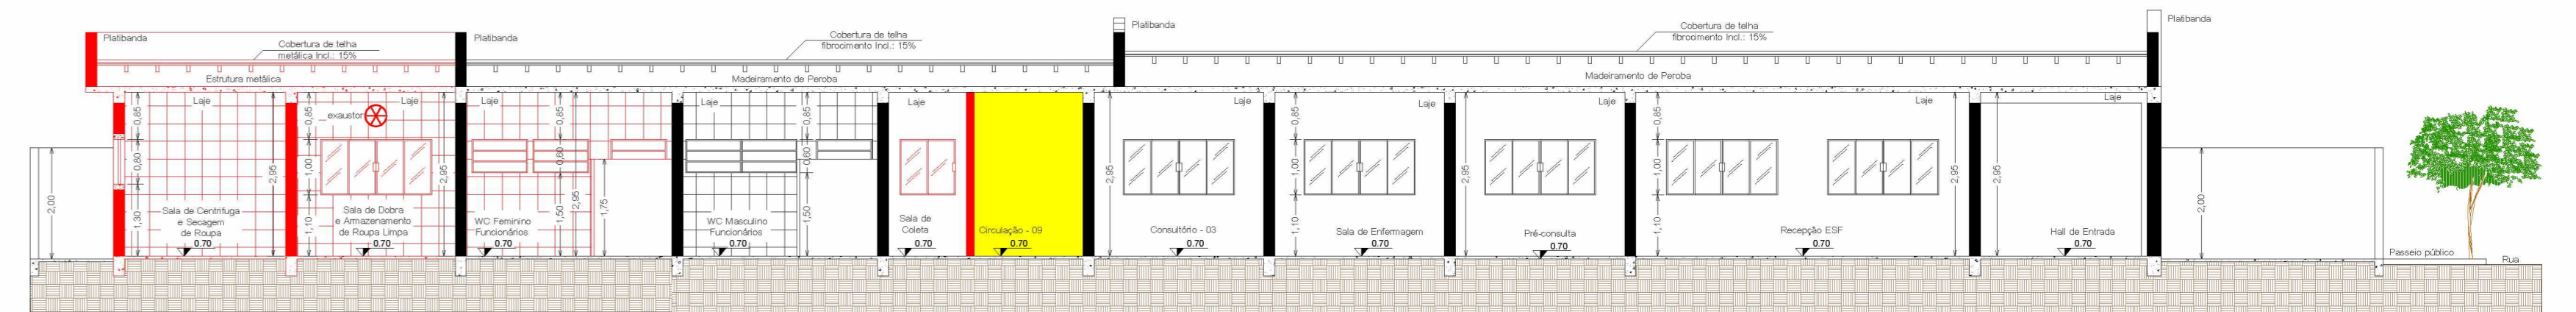 Platibanda
Cobertura de telha
metálica Incl.: 15%
Estrutura metálica
Platibanda
Cobertura de telha
fibrocimento Incl.: 15%
Madeiramento de Peroba
Platibanda
Cobertura de telha
fibrocimento Incl.: 15%
Madeiramento de Peroba
Platibanda
2,00
Laje
0,85
0,80
1,30
2,95
Sala de Centrifuga
e Secagem
de Roupa
0.70
Laje
exaustor
0,85
1,00
1,10
2,95
Sala de Dobra
e Armazenamento
de Roupa Limpa
0.70
Laje
0,85
0,60
1,50
2,95
1,75
WC Feminino
Funcionários
0.70
Laje
0,85
0,60
1,50
WC Masculino
Funcionários
0.70
Laje
Sala de
Coleta
0.70
Circulação - 09
0.70
Laje
2,95
Consultório - 03
0.70
Laje
0,85
1,00
1,10
Sala de Enfermagem
0.70
Laje
2,95
Pré-consulta
0.70
Laje
0,85
1,00
1,10
2,95
Recepção ESF
0.70
Laje
2,95
Hall de Entrada
0.70
2,00
Passeio público
Rua